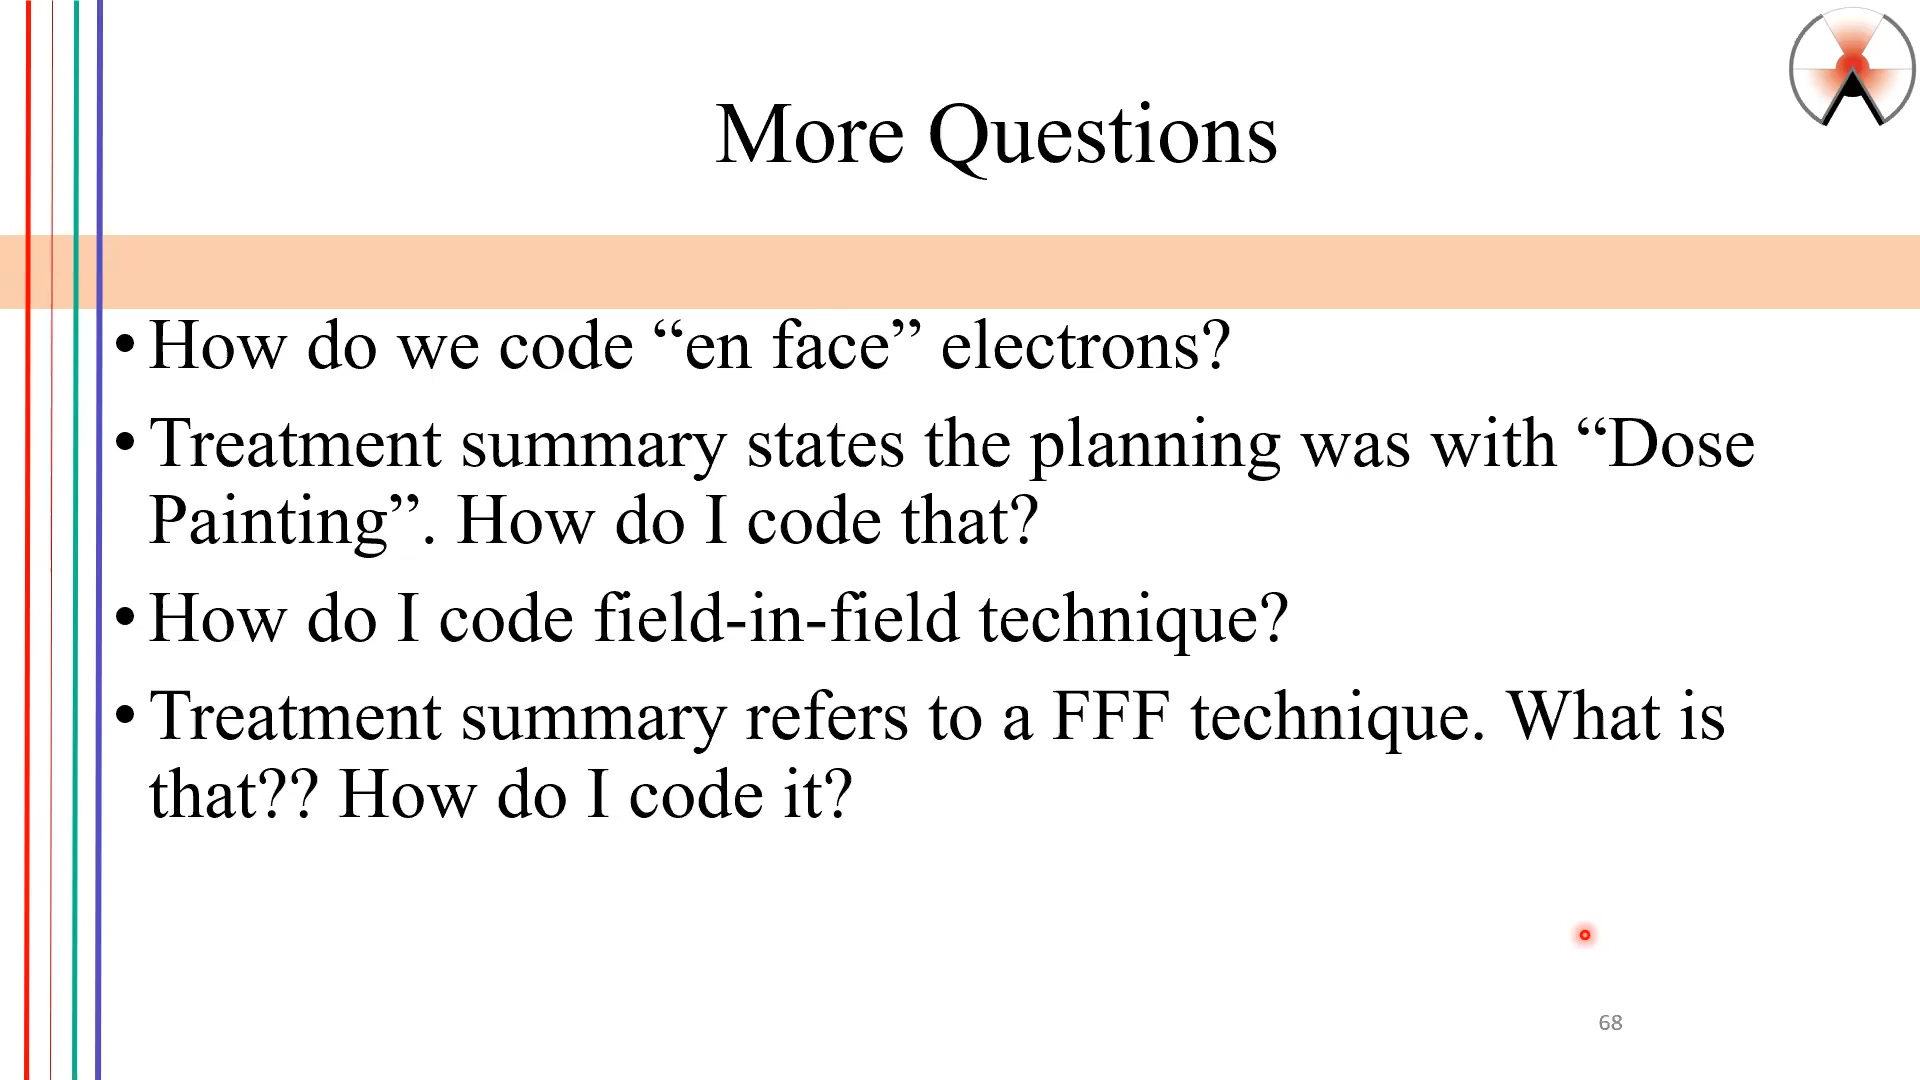 More Questions
• How do we code “en face” electrons?
• Treatment summary states the planning was with “Dose
Painting”. How do I code that?
• How do I code field-in-field technique?
• Treatment summary refers to a FFF technique. What is
that?? How do I code it?
68